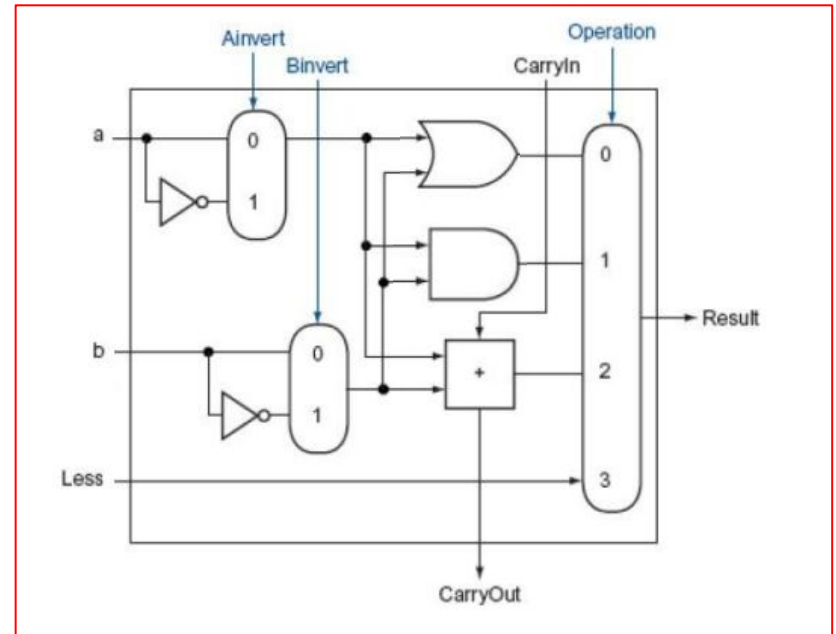 Operation
Ainvert
Binvert
CarryIn
a
0
0
1
1
b
0
Result
+
2
1
Less
3
CarryOut